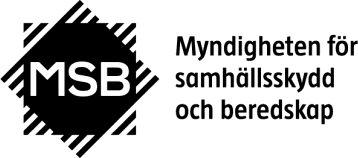 MSB
Myndigheten för
samhällsskydd
och beredskap